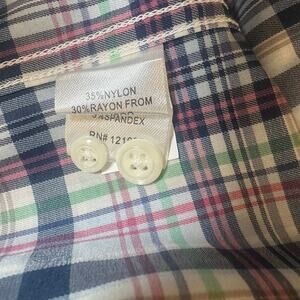 35%NYLON
30%RAYON FROM
SPANDEX
RN# 121